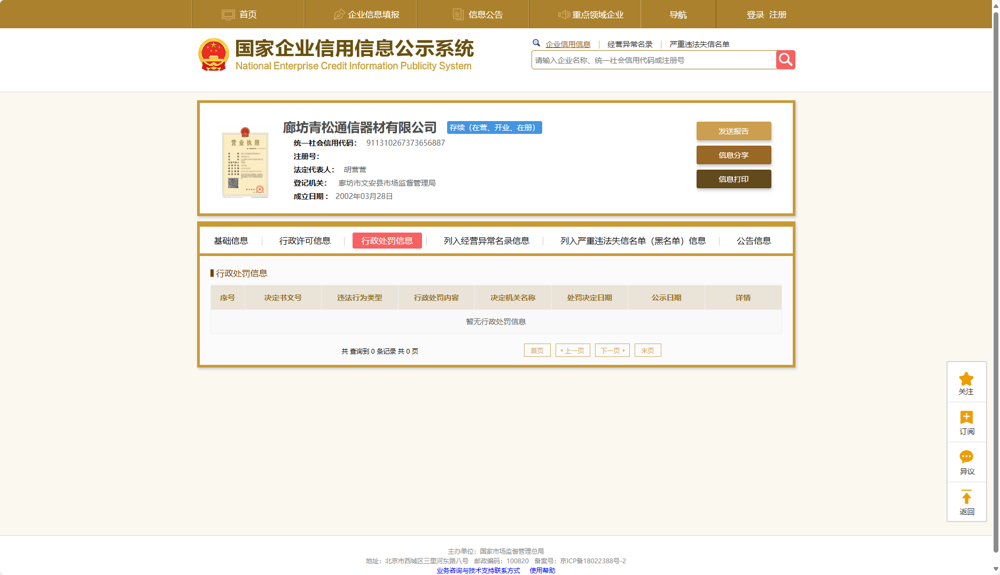 首页 企业信息填报 信息公告 重点领域企业 导航 登录 注册
国家企业信用信息公示系统
National Enterprise Credit Information Publicity System
企业信用信息 | 经营异常名录 | 严重违法失信名单
请输入企业名称、统一社会信用代码或注册号
营业执照
廊坊青松通信器材有限公司 存续（在营、开业、在册）
统一社会信用代码： 911310267373656887
注册号：
法定代表人： 胡营营
登记机关： 廊坊市文安县市场监督管理局
成立日期： 2002年03月28日
发送报告
信息分享
信息打印
基础信息 | 行政许可信息 | 行政处罚信息 | 列入经营异常名录信息 | 列入严重违法失信名单（黑名单）信息 | 公告信息
行政处罚信息
序号 决定书文号 违法行为类型 行政处罚内容 决定机关名称 处罚决定日期 公示日期 详情
暂无行政处罚信息
共 查询到 0 条记录 共 0 页 首页 上一页 下一页 末页
关注
订阅
异议
返回
主办单位：国家市场监督管理总局
地址：北京市西城区三里河东路八号 邮政编码：100820 备案号：京ICP备18022388号-2
业务咨询与技术支持联系方式 使用帮助